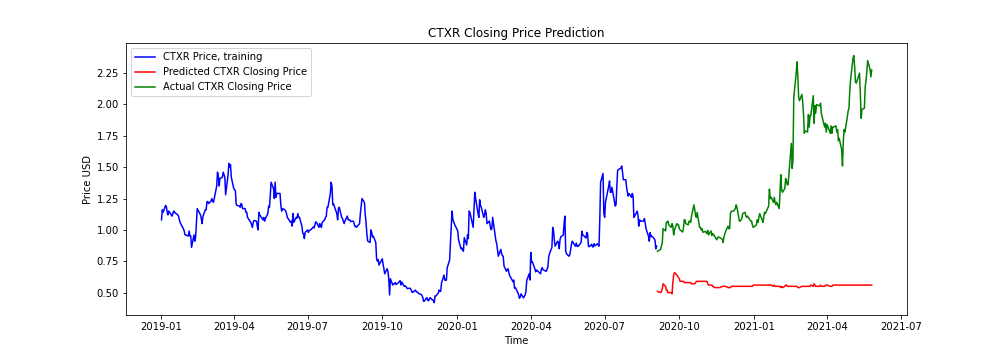 CTXR Closing Price Prediction
CTXR Price, training
Predicted CTXR Closing Price
Actual CTXR Closing Price
Price USD
2.25
2.00
1.75
1.50
1.25
1.00
0.75
0.50
2019-01 2019-04 2019-07 2019-10 2020-01 2020-04 2020-07 2020-10 2021-01 2021-04 2021-07
Time